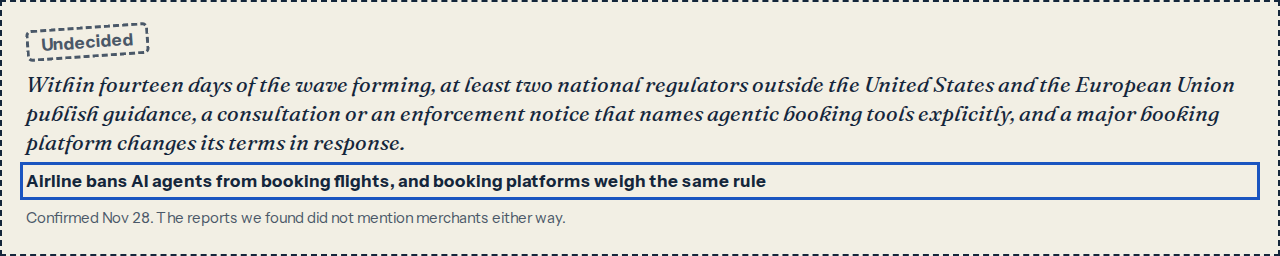 Undecided
Within fourteen days of the wave forming, at least two national regulators outside the United States and the European Union
publish guidance, a consultation or an enforcement notice that names agentic booking tools explicitly, and a major booking
platform changes its terms in response.
Airline bans AI agents from booking flights, and booking platforms weigh the same rule
Confirmed Nov 28. The reports we found did not mention merchants either way.